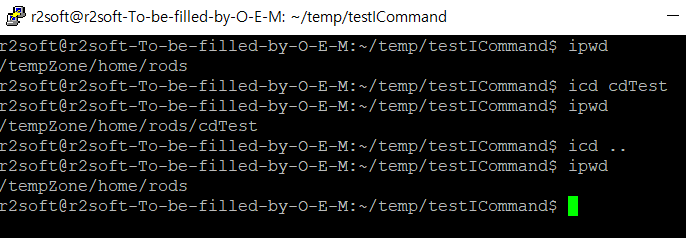 r2soft@r2soft-To-be-filled-by-O-E-M: ~/temp/testICommand
r2soft@r2soft-To-be-filled-by-O-E-M:~/temp/testICommand$ ipwd
/tempZone/home/rods
r2soft@r2soft-To-be-filled-by-O-E-M:~/temp/testICommand$ icd cdTest
r2soft@r2soft-To-be-filled-by-O-E-M:~/temp/testICommand$ ipwd
/tempZone/home/rods/cdTest
r2soft@r2soft-To-be-filled-by-O-E-M:~/temp/testICommand$ icd ..
r2soft@r2soft-To-be-filled-by-O-E-M:~/temp/testICommand$ ipwd
/tempZone/home/rods
r2soft@r2soft-To-be-filled-by-O-E-M:~/temp/testICommand$